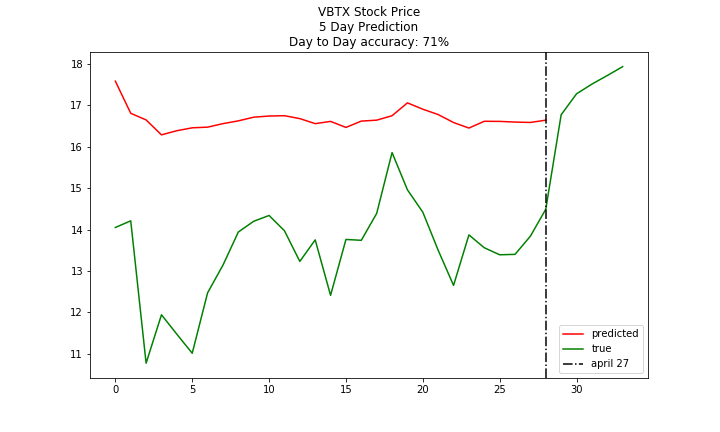 VBTX Stock Price
5 Day Prediction
Day to Day accuracy: 71%
18
17
16
15
14
13
12
11
0 5 10 15 20 25 30
predicted
true
april 27